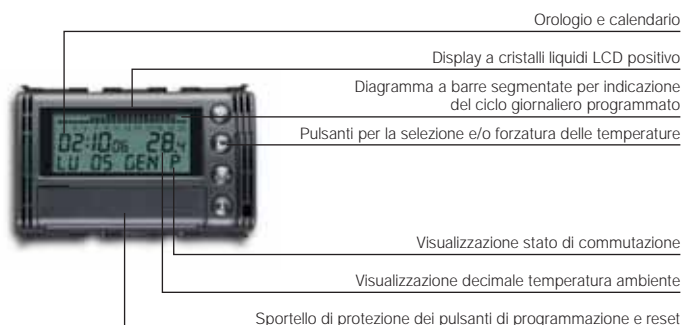 Orologio e calendario
Display a cristalli liquidi LCD positivo
Diagramma a barre segmentate per indicazione
del ciclo giornaliero programmato
Pulsanti per la selezione e/o forzatura delle temperature
02:10 06 28.4
LU 05 GEN P
Visualizzazione stato di commutazione
Visualizzazione decimale temperatura ambiente
Sportello di protezione dei pulsanti di programmazione e reset